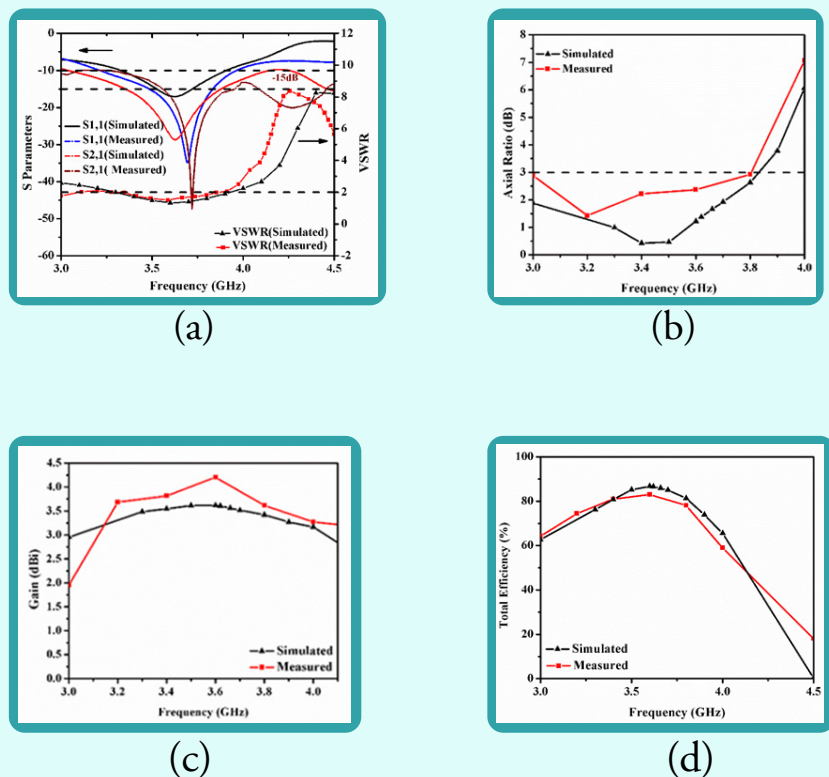 0
-10
-20
-30
-40
-50
-60
12
10
8
6
4
2
0
-2
-15dB
S1,1(Simulated)
S1,1(Measured)
S2,1(Simulated)
S2,1( Measured)
VSWR(Simulated)
VSWR(Measured)
S Parameters
VSWR
3.0 3.5 4.0 4.5
Frequency (GHz)
(a)
8
7
6
5
4
3
2
1
0
Simulated
Measured
Axial Ratio (dB)
3.0 3.2 3.4 3.6 3.8 4.0
Frequency (GHz)
(b)
4.5
4.0
3.5
3.0
2.5
2.0
1.5
1.0
0.5
0.0
Gain (dBi)
Simulated
Measured
3.0 3.2 3.4 3.6 3.8 4.0
Frequency (GHz)
(c)
100
80
60
40
20
0
Total Efficiency (%)
Simulated
Measured
3.0 3.5 4.0 4.5
Frequency (GHz)
(d)